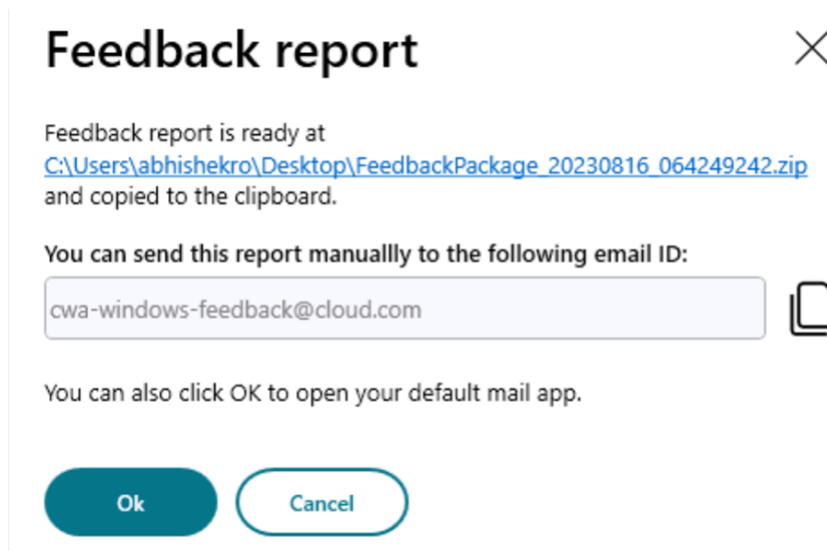 Feedback report
Feedback report is ready at
C:\Users\abhishekro\Desktop\FeedbackPackage_20230816_064249242.zip
and copied to the clipboard.
You can send this report manuallly to the following email ID:
cwa-windows-feedback@cloud.com
You can also click OK to open your default mail app.
Ok
Cancel